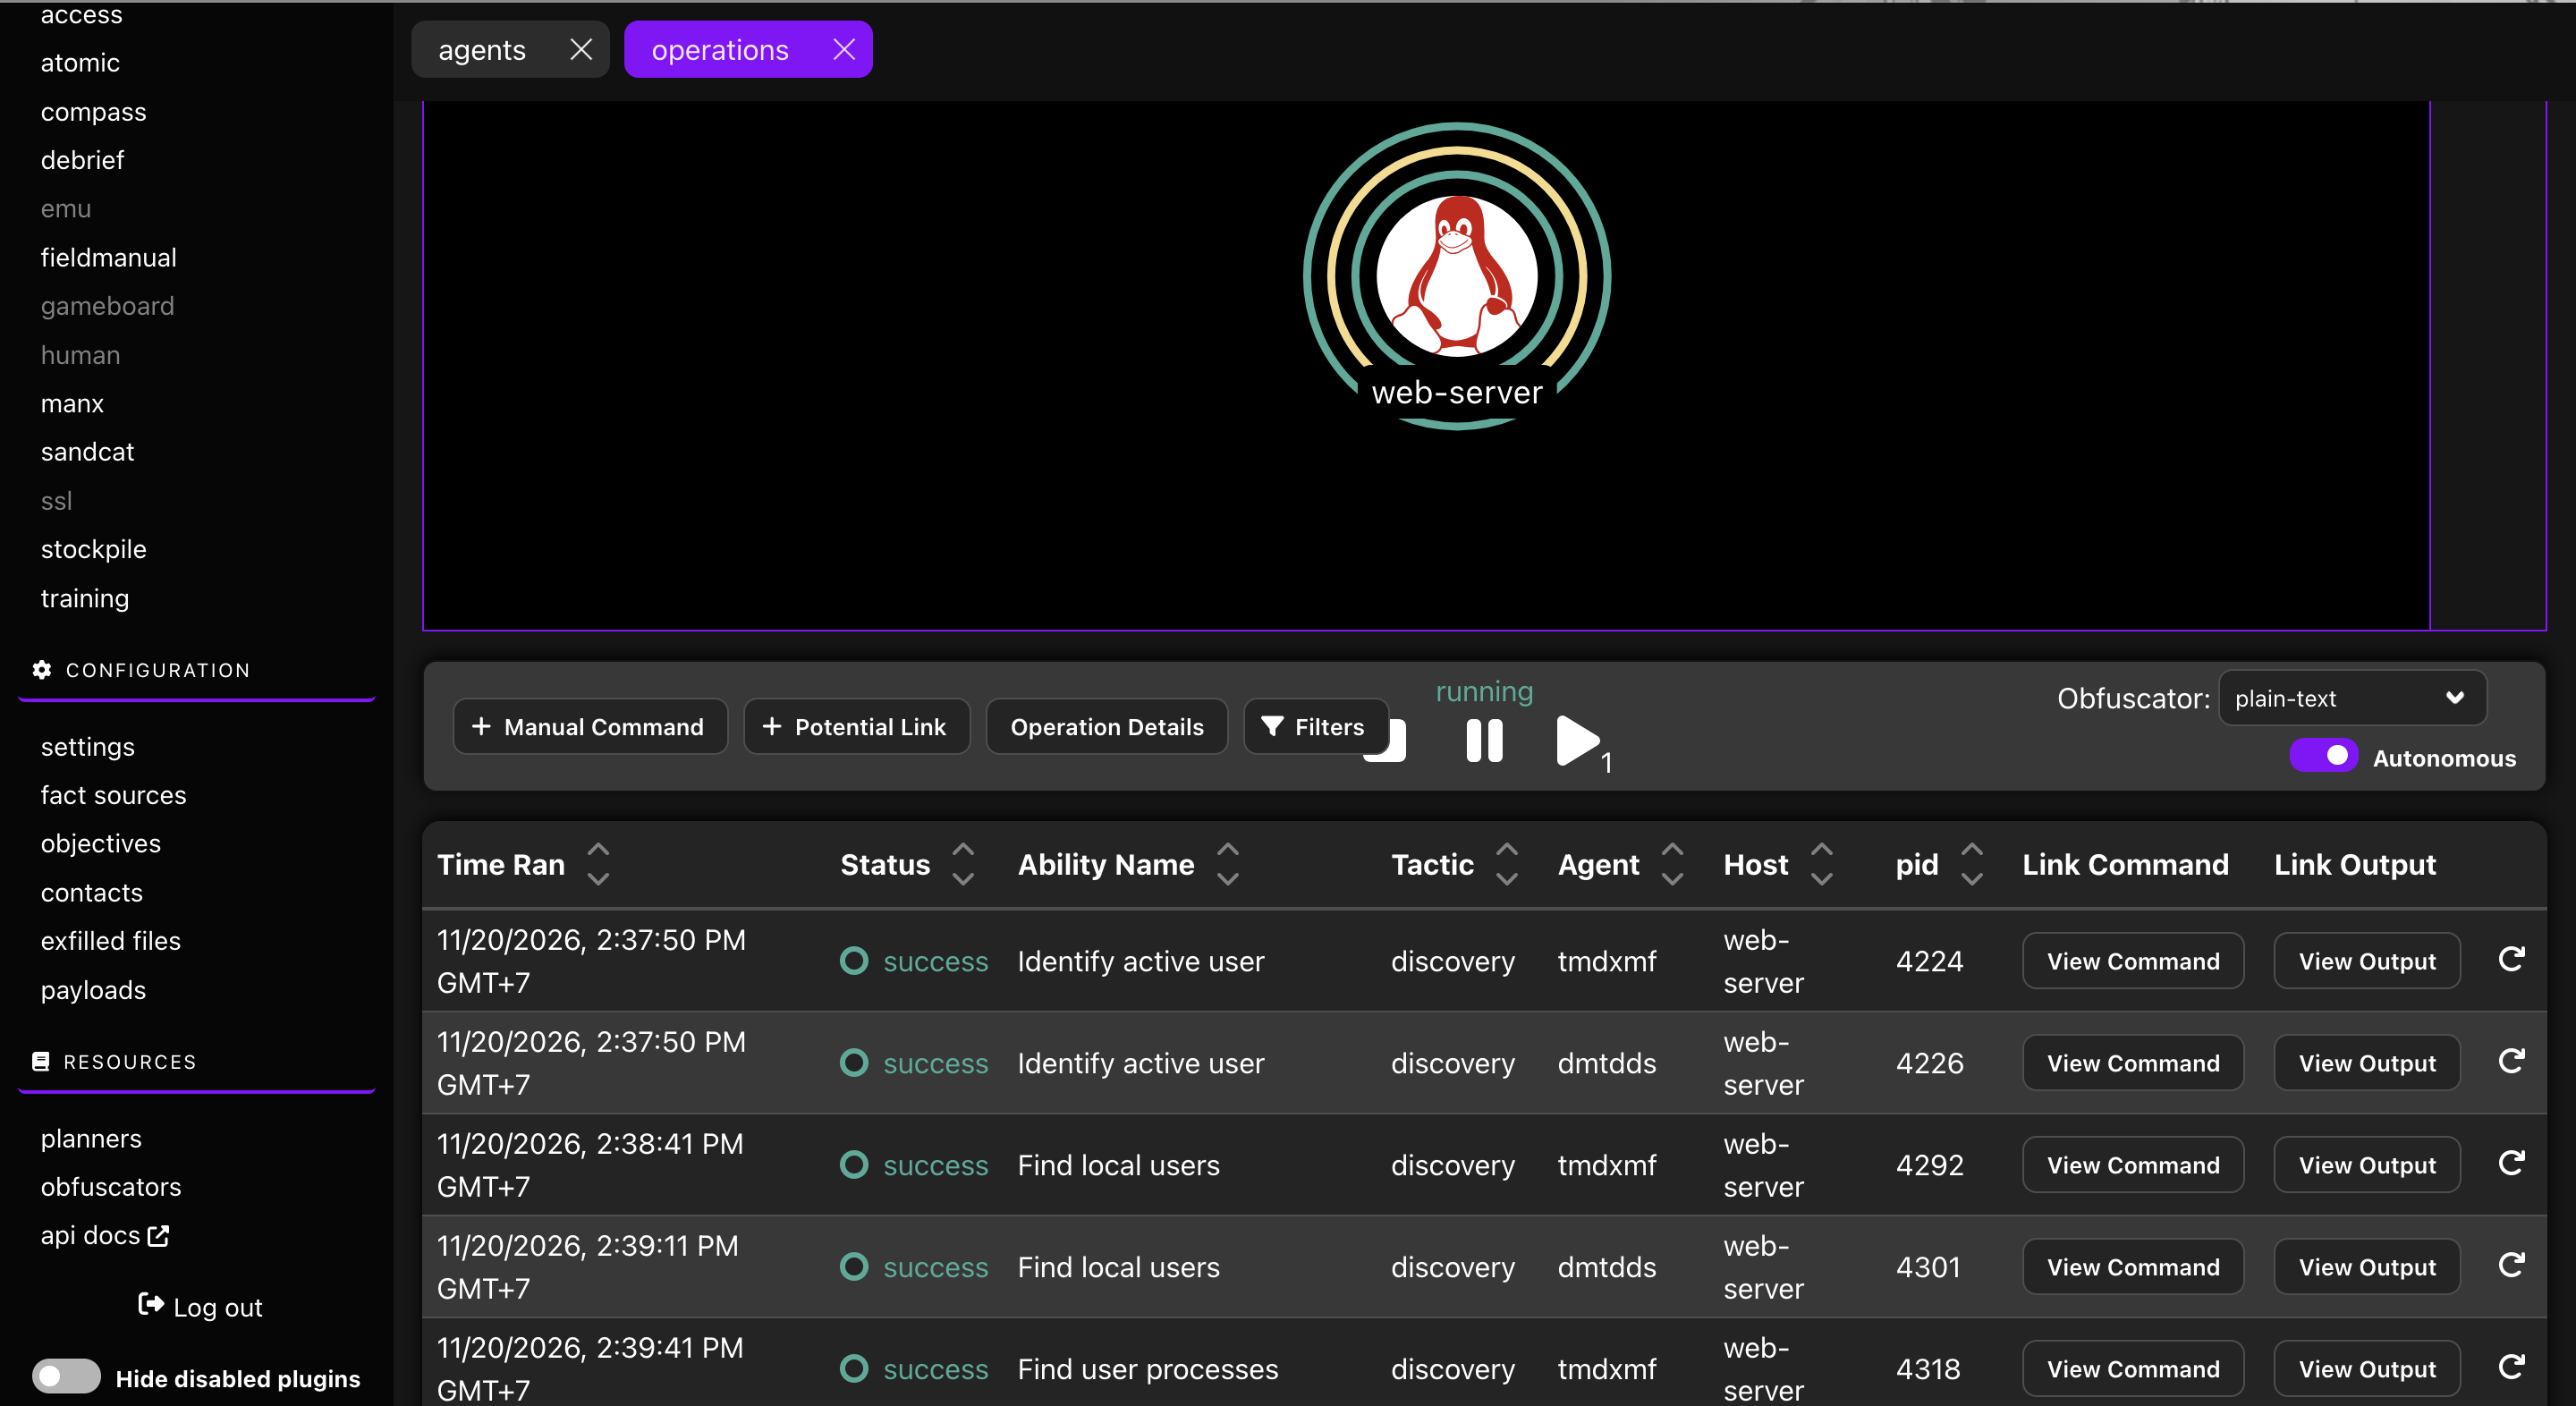 access
atomic
compass
debrief
emu
fieldmanual
gameboard
human
manx
sandcat
ssl
stockpile
training
CONFIGURATION
settings
fact sources
objectives
contacts
exfilled files
payloads
RESOURCES
planners
obfuscators
api docs
Log out
Hide disabled plugins
agents
operations
web-server
Manual Command
Potential Link
Operation Details
Filters
running
1
Obfuscator: plain-text
Autonomous
Time Ran Status Ability Name Tactic Agent Host pid Link Command Link Output
11/20/2026, 2:37:50 PM GMT+7 success Identify active user discovery tmdxmf web-server 4224 View Command View Output
11/20/2026, 2:37:50 PM GMT+7 success Identify active user discovery dmtdds web-server 4226 View Command View Output
11/20/2026, 2:38:41 PM GMT+7 success Find local users discovery tmdxmf web-server 4292 View Command View Output
11/20/2026, 2:39:11 PM GMT+7 success Find local users discovery dmtdds web-server 4301 View Command View Output
11/20/2026, 2:39:41 PM GMT+7 success Find user processes discovery tmdxmf web-server 4318 View Command View Output